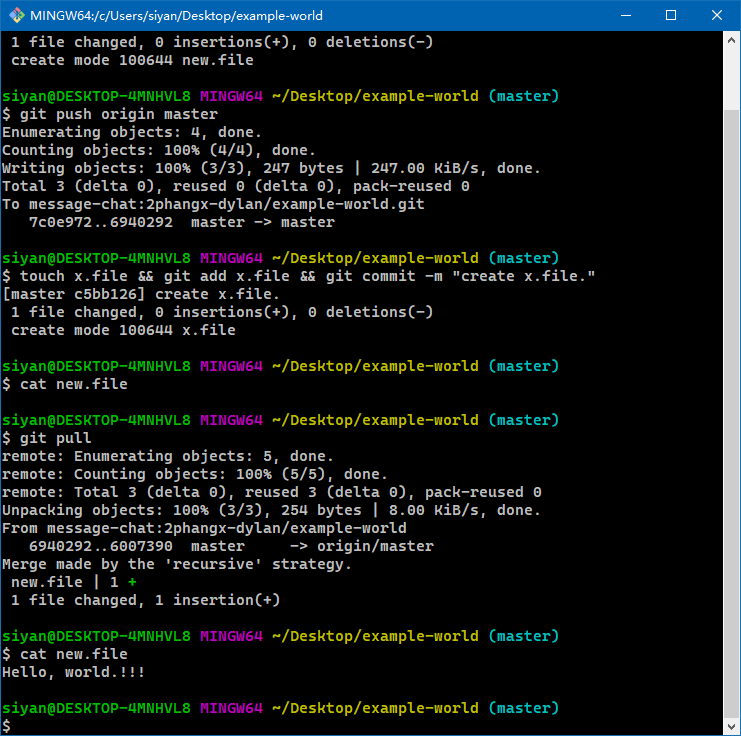 MINGW64:/c/Users/siyan/Desktop/example-world
1 file changed, 0 insertions(+), 0 deletions(-)
create mode 100644 new.file
siyan@DESKTOP-4MNHVL8 MINGW64 ~/Desktop/example-world (master)
$ git push origin master
Enumerating objects: 4, done.
Counting objects: 100% (4/4), done.
Writing objects: 100% (3/3), 247 bytes | 247.00 KiB/s, done.
Total 3 (delta 0), reused 0 (delta 0), pack-reused 0
To message-chat:2phangx-dylan/example-world.git
7c0e972..6940292  master -> master
siyan@DESKTOP-4MNHVL8 MINGW64 ~/Desktop/example-world (master)
$ touch x.file && git add x.file && git commit -m "create x.file."
[master c5bb126] create x.file.
1 file changed, 0 insertions(+), 0 deletions(-)
create mode 100644 x.file
siyan@DESKTOP-4MNHVL8 MINGW64 ~/Desktop/example-world (master)
$ cat new.file
siyan@DESKTOP-4MNHVL8 MINGW64 ~/Desktop/example-world (master)
$ git pull
remote: Enumerating objects: 5, done.
remote: Counting objects: 100% (5/5), done.
remote: Total 3 (delta 0), reused 3 (delta 0), pack-reused 0
Unpacking objects: 100% (3/3), 254 bytes | 8.00 KiB/s, done.
From message-chat:2phangx-dylan/example-world
6940292..6007390  master     -> origin/master
Merge made by the 'recursive' strategy.
new.file | 1 +
1 file changed, 1 insertion(+)
siyan@DESKTOP-4MNHVL8 MINGW64 ~/Desktop/example-world (master)
$ cat new.file
Hello, world.!!!
siyan@DESKTOP-4MNHVL8 MINGW64 ~/Desktop/example-world (master)
$